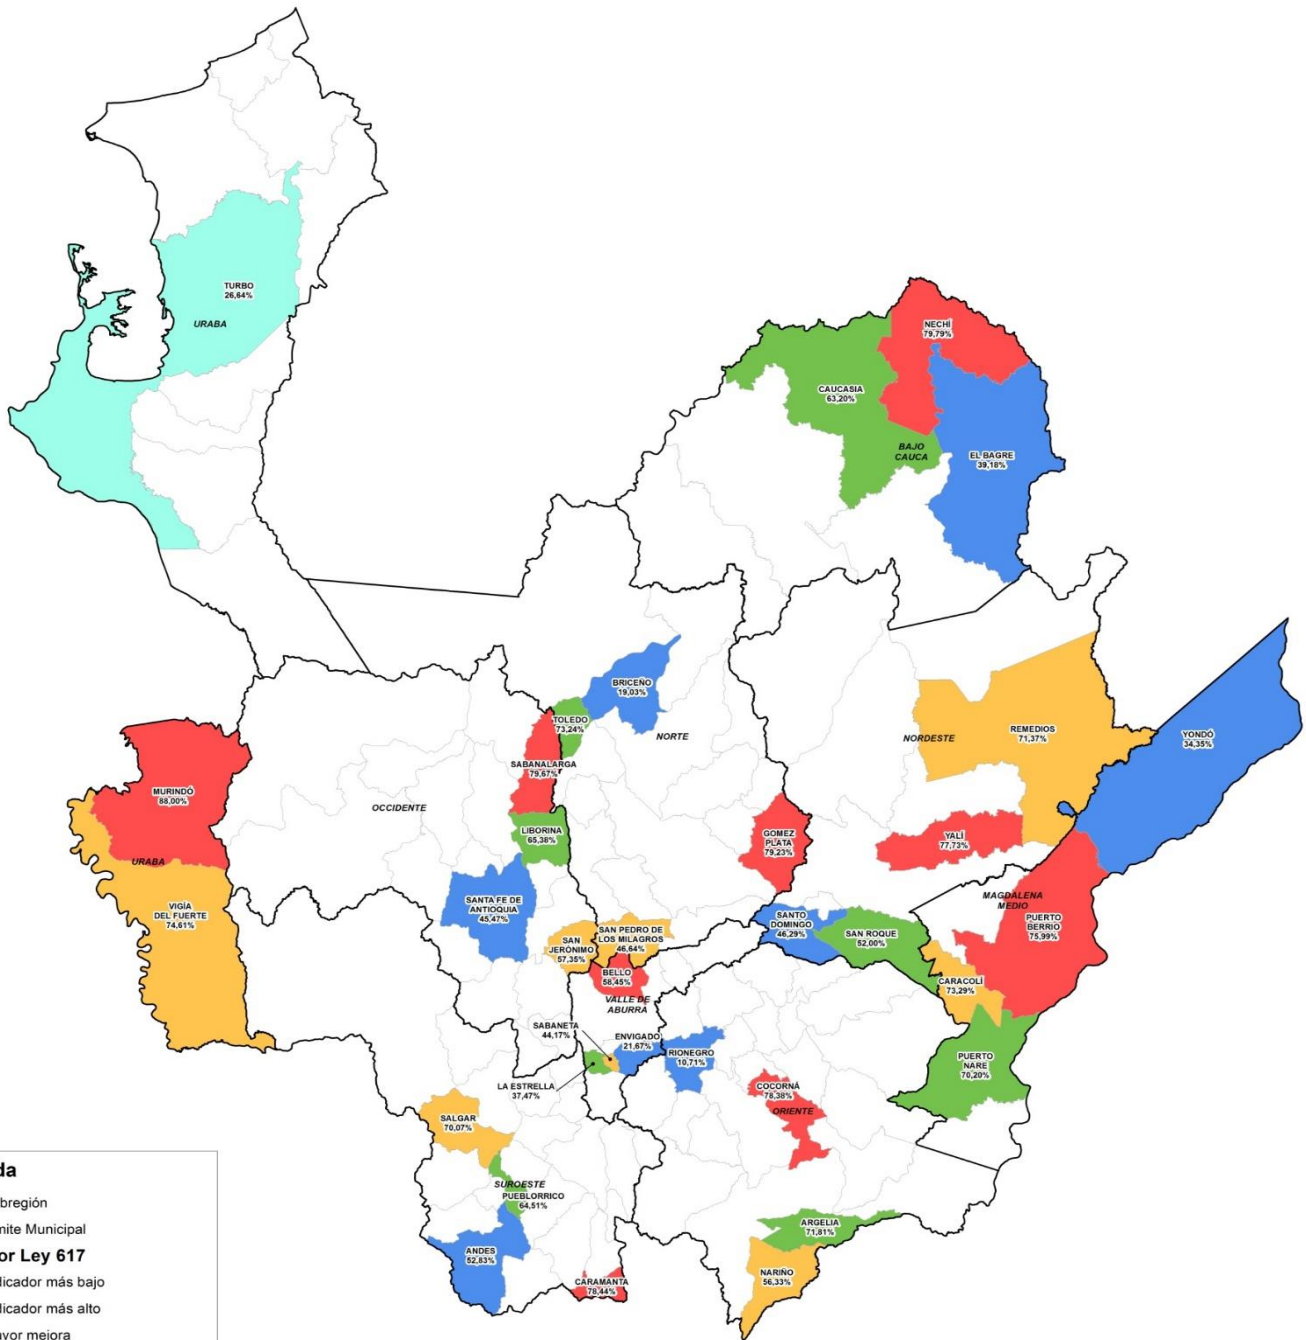 TURBO
26,64%
URABA
NECHÍ
79,79%
CAUCASIA
63,20%
BAJO
CAUCA
EL BAGRE
39,18%
BRICEÑO
19,03%
TOLEDO
73,24%
NORTE
SABANALARGA
79,67%
NORDESTE
REMEDIOS
71,37%
YONDÓ
34,35%
MURINDÓ
88,00%
OCCIDENTE
LIBORINA
65,38%
GOMEZ
PLATA
79,23%
YALÍ
77,73%
URABA
VIGÍA
DEL FUERTE
74,61%
SANTA FE DE
ANTIOQUIA
45,47%
MAGDALENA
MEDIO
PUERTO
BERRIO
75,99%
SANTO
DOMINGO
46,29%
SAN ROQUE
52,00%
SAN
JERÓNIMO
57,35%
SAN PEDRO DE
LOS MILAGROS
46,64%
BELLO
58,45%
CARACOLÍ
73,29%
VALLE DE
ABURRA
SABANETA
44,17%
ENVIGADO
21,67%
RIONEGRO
10,71%
PUERTO
NARE
70,20%
LA ESTRELLA
37,47%
COCORNÁ
78,38%
ORIENTE
SALGAR
70,07%
SUROESTE
PUEBLORRICO
64,51%
ARGELIA
71,81%
ANDES
52,83%
NARIÑO
56,33%
CARAMANTA
78,44%
da
bregión
mite Municipal
or Ley 617
dicador más bajo
dicador más alto
ayor mejora